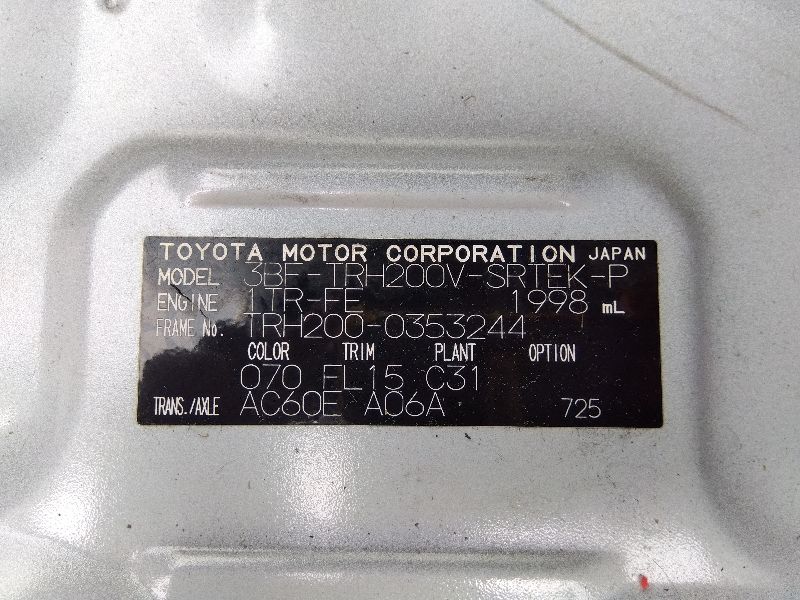 TOYOTA MOTOR CORPORATION JAPAN
MODEL 3BF-TRH200V-SRTEK-P
ENGINE 1TR-FE 1998 mL
FRAME No. TRH200-0353244
COLOR TRIM PLANT OPTION
070 FL15 C31
TRANS./AXLE AC60E A06A 725